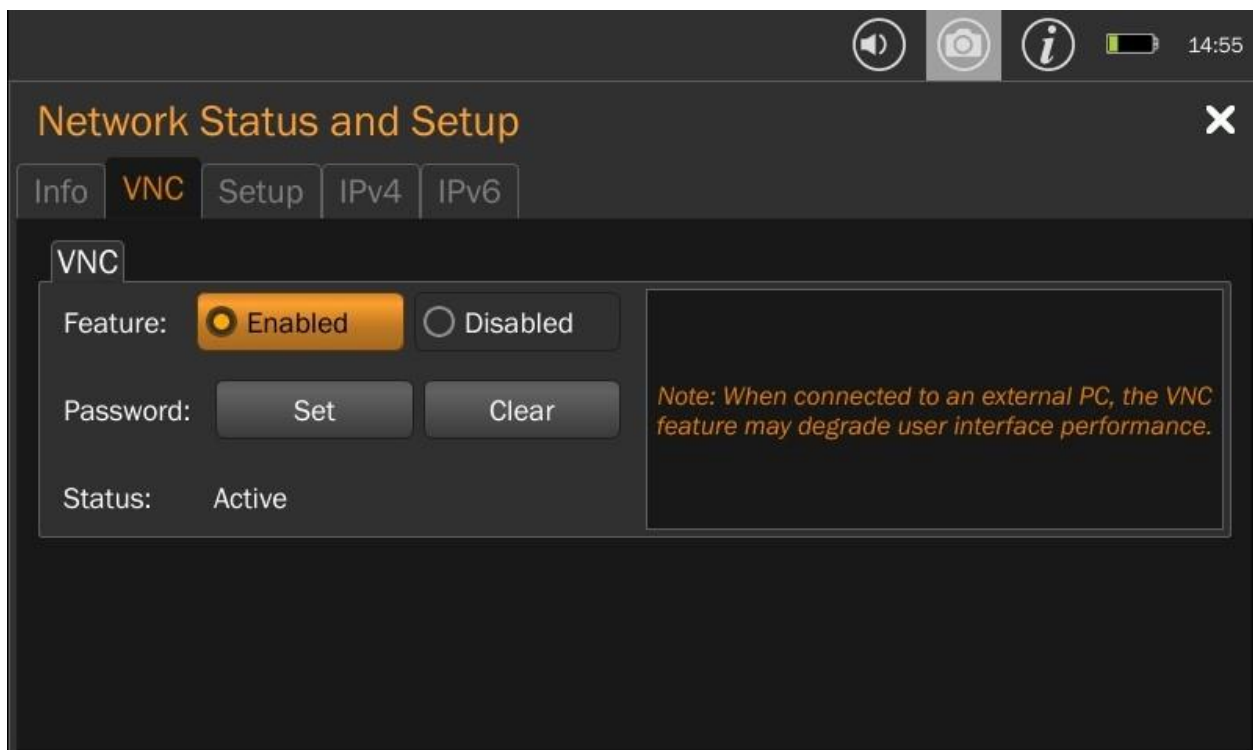 14:55
Network Status and Setup
Info VNC Setup IPv4 IPv6
VNC
Feature: Enabled Disabled
Password: Set Clear
Note: When connected to an external PC, the VNC
feature may degrade user interface performance.
Status: Active